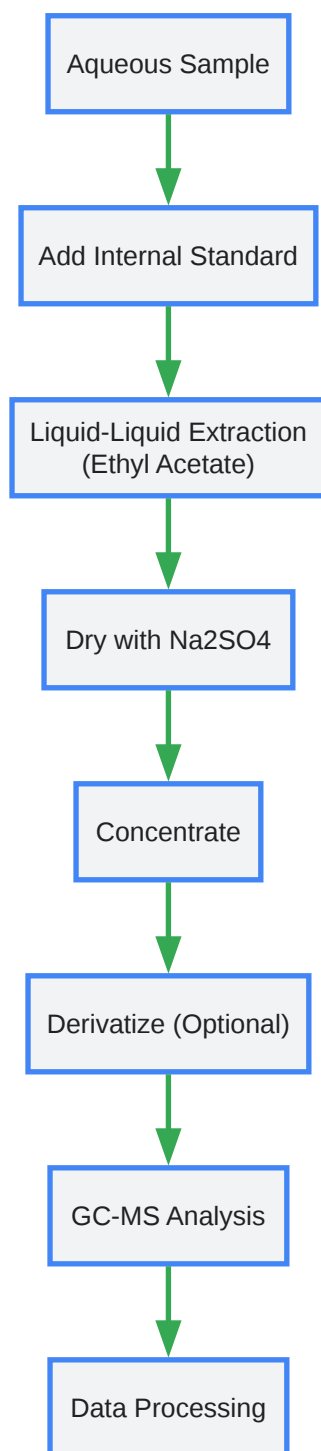 Aqueous Sample
Add Internal Standard
Liquid-Liquid Extraction
(Ethyl Acetate)
Dry with Na2SO4
Concentrate
Derivatize (Optional)
GC-MS Analysis
Data Processing